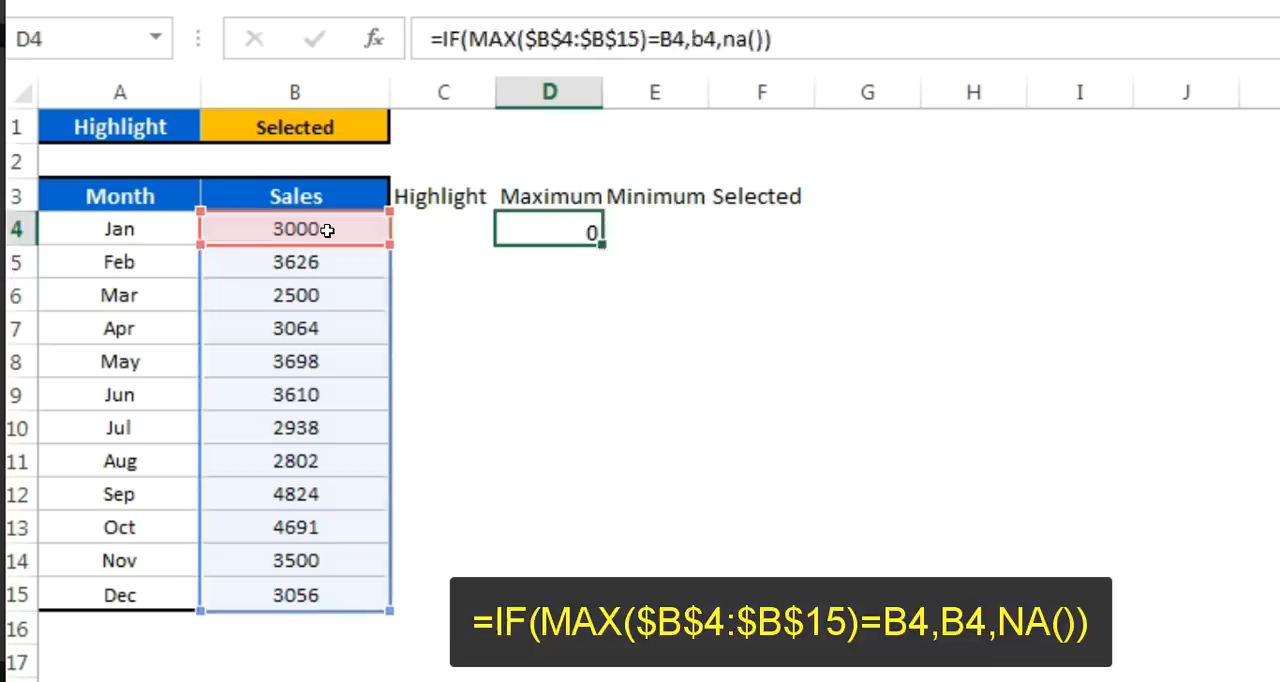 D4 fx =IF(MAX($B$4:$B$15)=B4,b4,na())
A B C D E F G H I J
1 Highlight Selected
2
3 Month Sales Highlight Maximum Minimum Selected
4 Jan 3000 0
5 Feb 3626
6 Mar 2500
7 Apr 3064
8 May 3698
9 Jun 3610
10 Jul 2938
11 Aug 2802
12 Sep 4824
13 Oct 4691
14 Nov 3500
15 Dec 3056
16
17
=IF(MAX($B$4:$B$15)=B4,B4,NA())